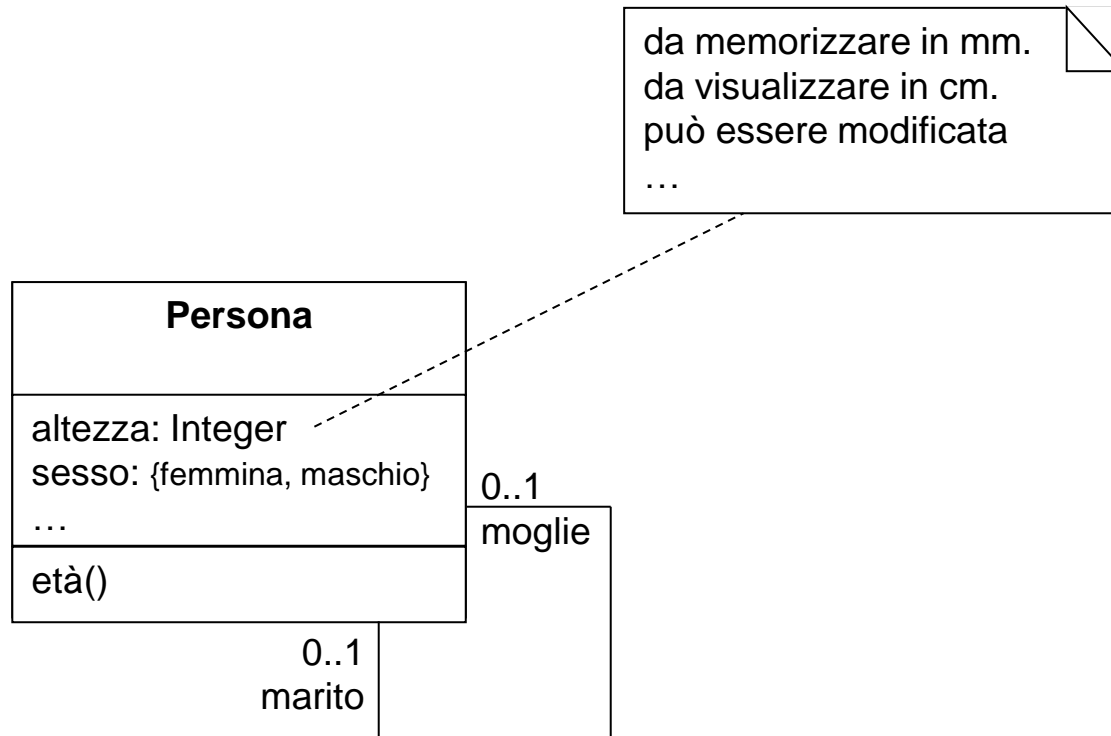 da memorizzare in mm.
da visualizzare in cm.
può essere modificata
…
Persona
altezza: Integer
sesso: {femmina, maschio}
…
età()
0..1
moglie
0..1
marito